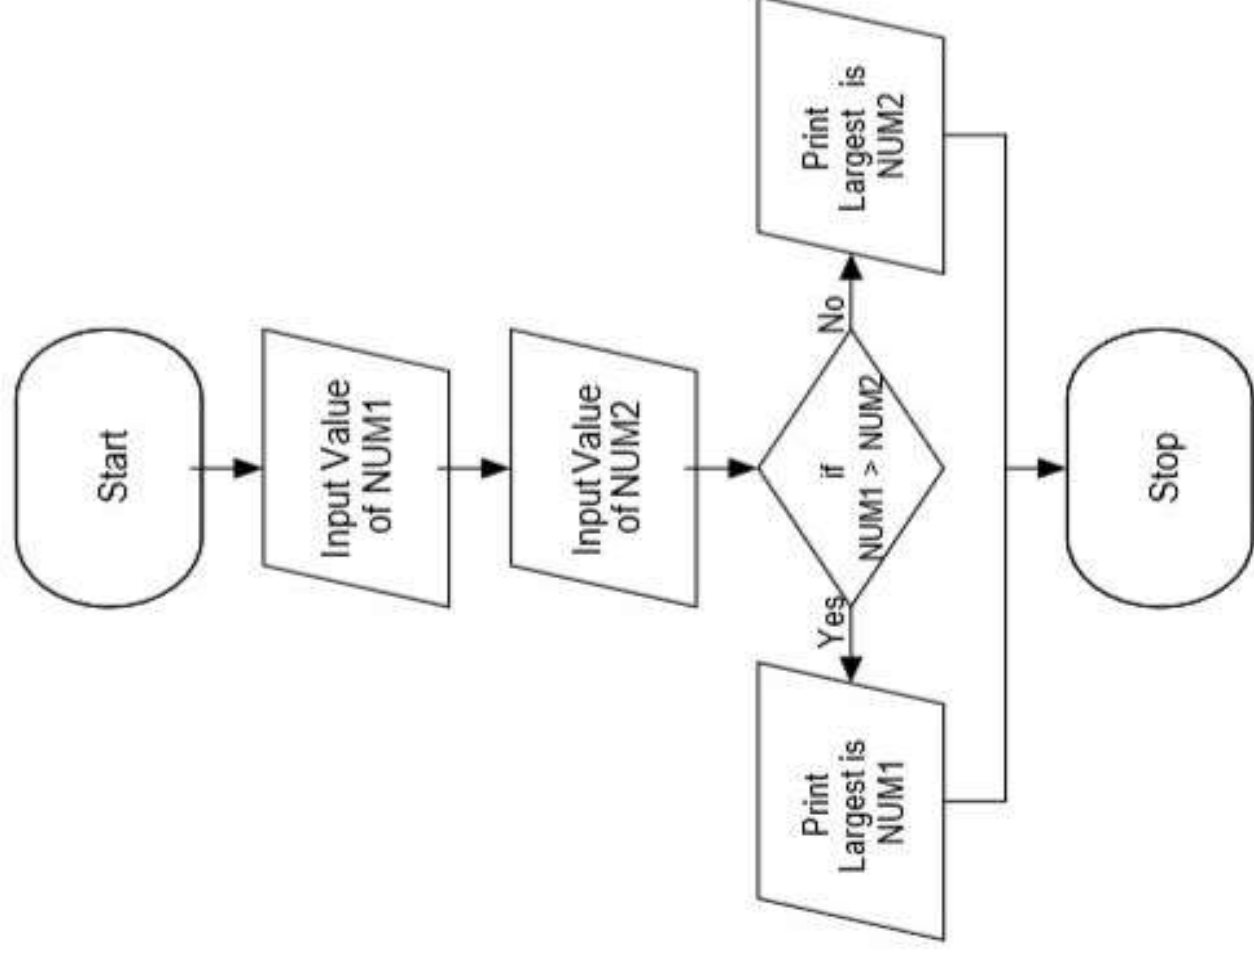 Start
Input Value
of NUM1
Input Value
of NUM2
if
NUM1 > NUM2
Yes
No
Print
Largest is
NUM1
Print
Largest is
NUM2
Stop